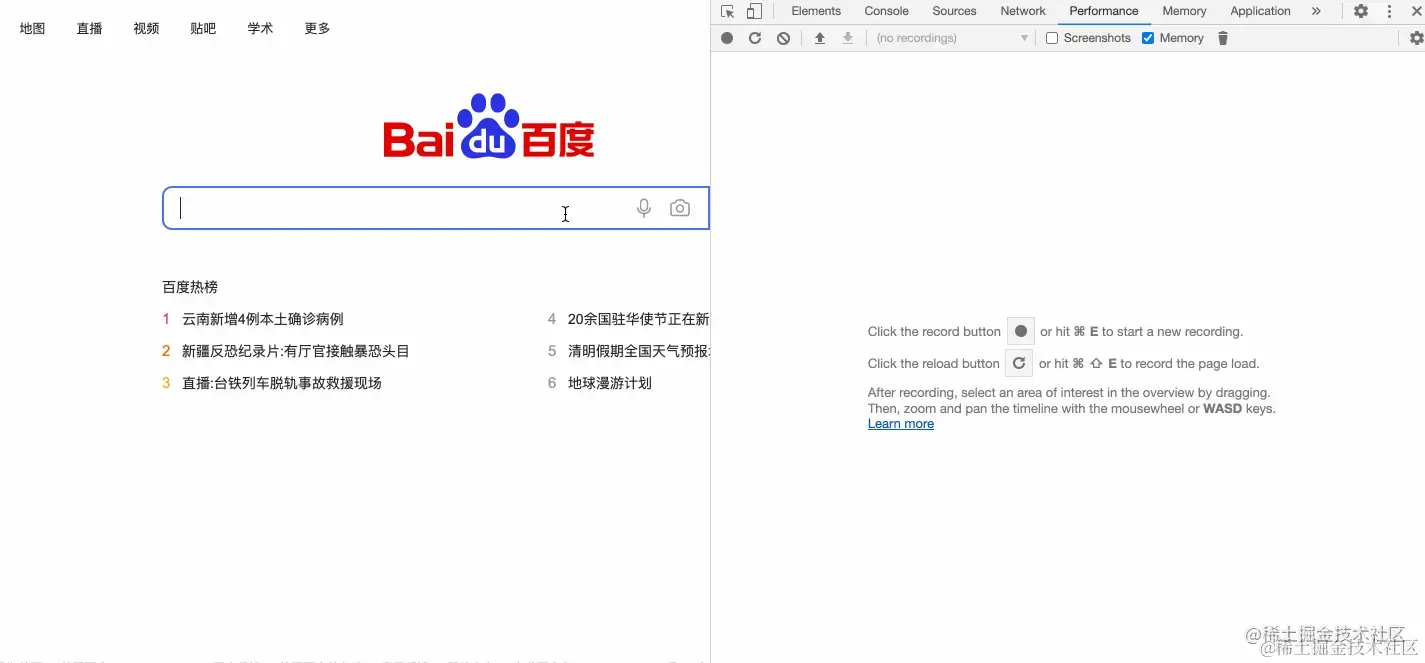 地图 直播 视频 贴吧 学术 更多
Bai du 百度
百度热榜
1 云南新增4例本土确诊病例
2 新疆反恐纪录片:有厅官接触暴恐头目
3 直播:台铁列车脱轨事故救援现场
4 20余国驻华使节正在新
5 清明假期全国天气预报
6 地球漫游计划
Elements Console Sources Network Performance Memory Application »
(no recordings) Screenshots Memory
Click the record button or hit ⌘ E to start a new recording.
Click the reload button or hit ⌘ ⇧ E to record the page load.
After recording, select an area of interest in the overview by dragging.
Then, zoom and pan the timeline with the mousewheel or WASD keys.
Learn more
@稀土掘金技术社区
@稀土掘金技术社区